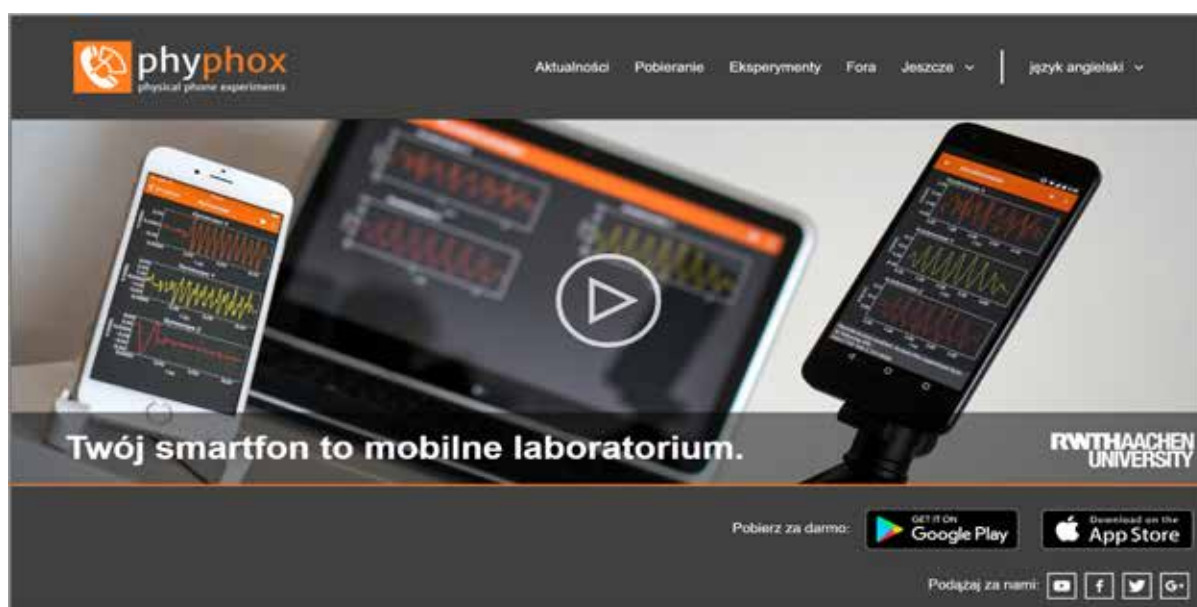 phyphox
physical phone experiments
Aktualności Pobieranie Eksperymenty Fora Jeszcze język angielski
Twój smartfon to mobilne laboratorium.
RWTHAACHEN
UNIVERSITY
Pobierz za darmo:
GET IT ON
Google Play
Download on the
App Store
Podążaj za nami: